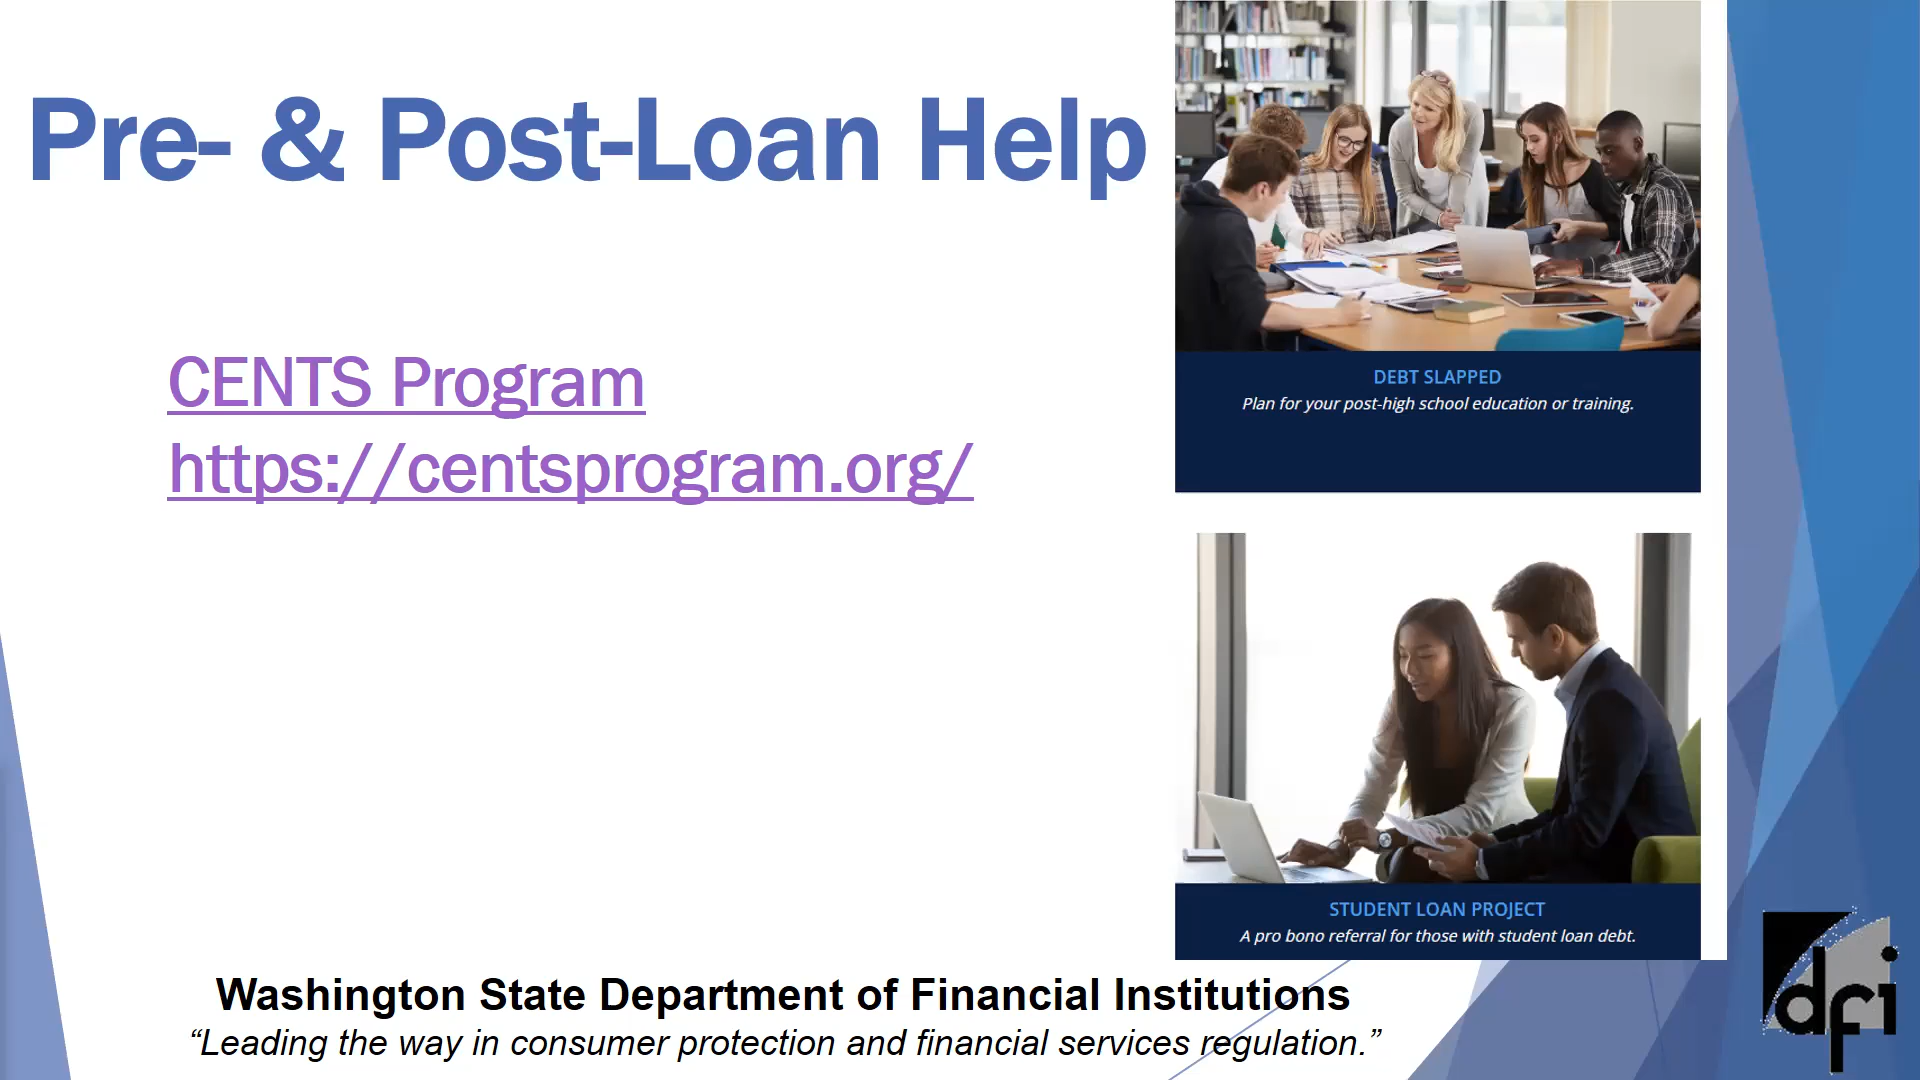 Pre- & Post-Loan Help
CENTS Program
https://centsprogram.org/
DEBT SLAPPED
Plan for your post-high school education or training.
STUDENT LOAN PROJECT
A pro bono referral for those with student loan debt.
Washington State Department of Financial Institutions
“Leading the way in consumer protection and financial services regulation.”
dfi